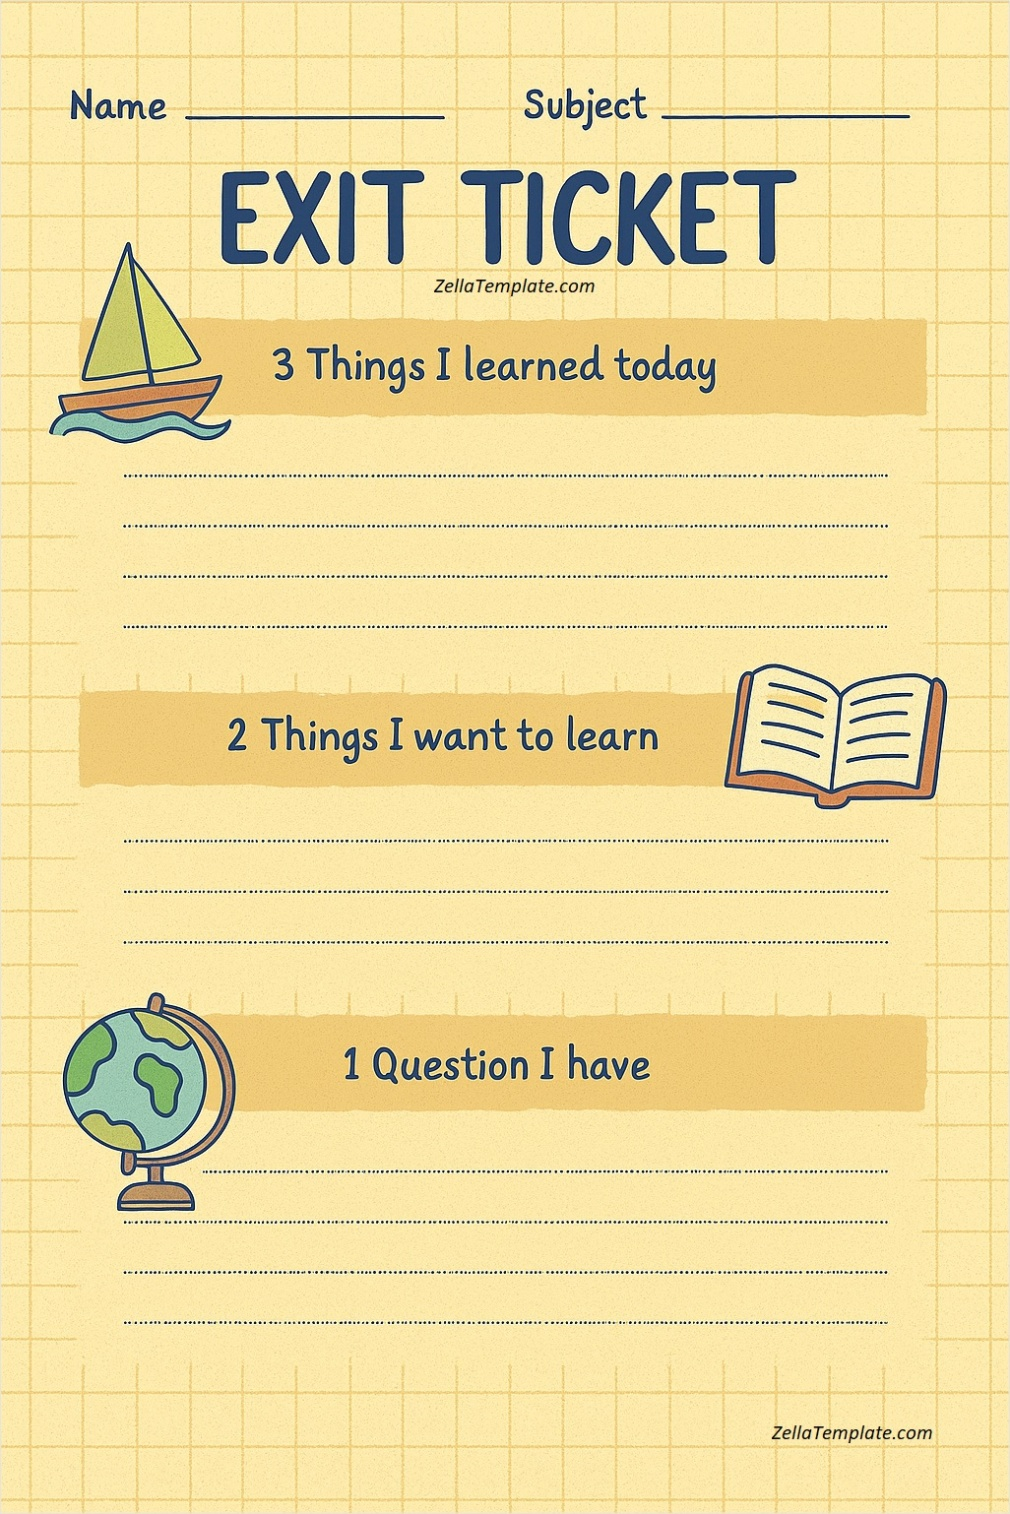 Name Subject
EXIT TICKET
ZellaTemplate.com
3 Things I learned today
2 Things I want to learn
1 Question I have
ZellaTemplate.com